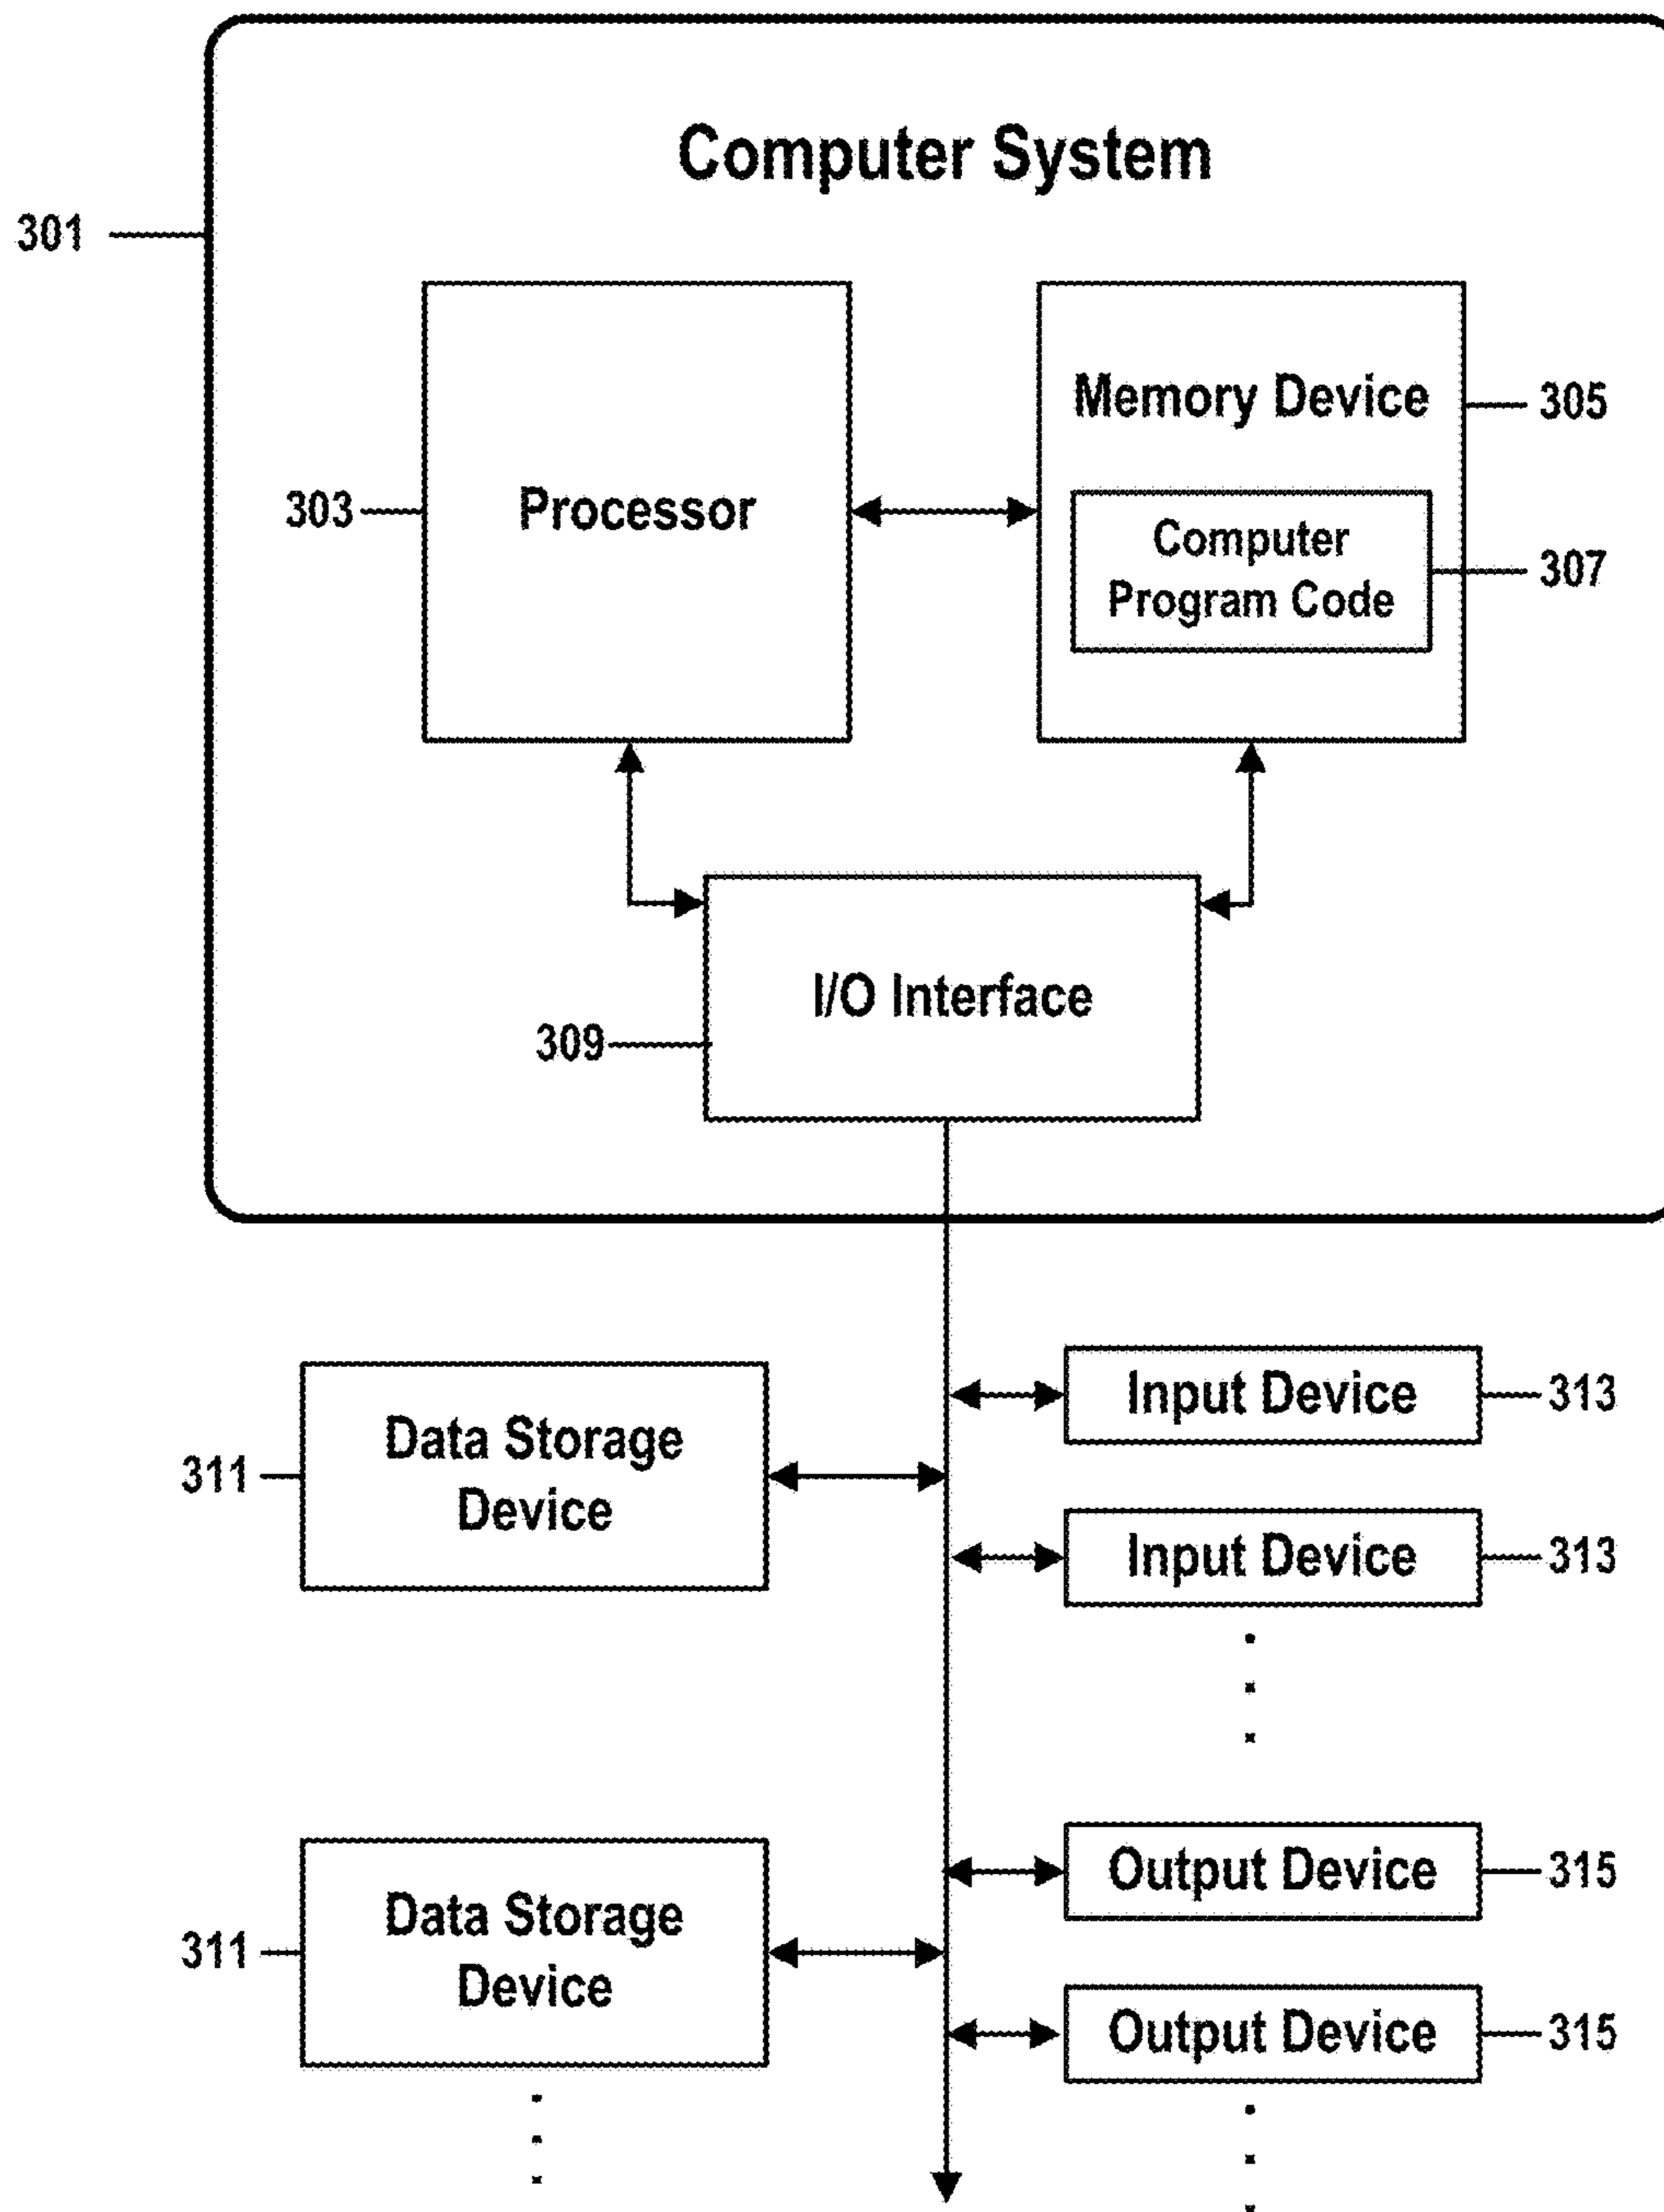 Computer System
301
303
Processor
Memory Device
305
Computer
Program Code
307
I/O Interface
309
Input Device
313
311
Data Storage
Device
Input Device
313
Output Device
315
311
Data Storage
Device
Output Device
315